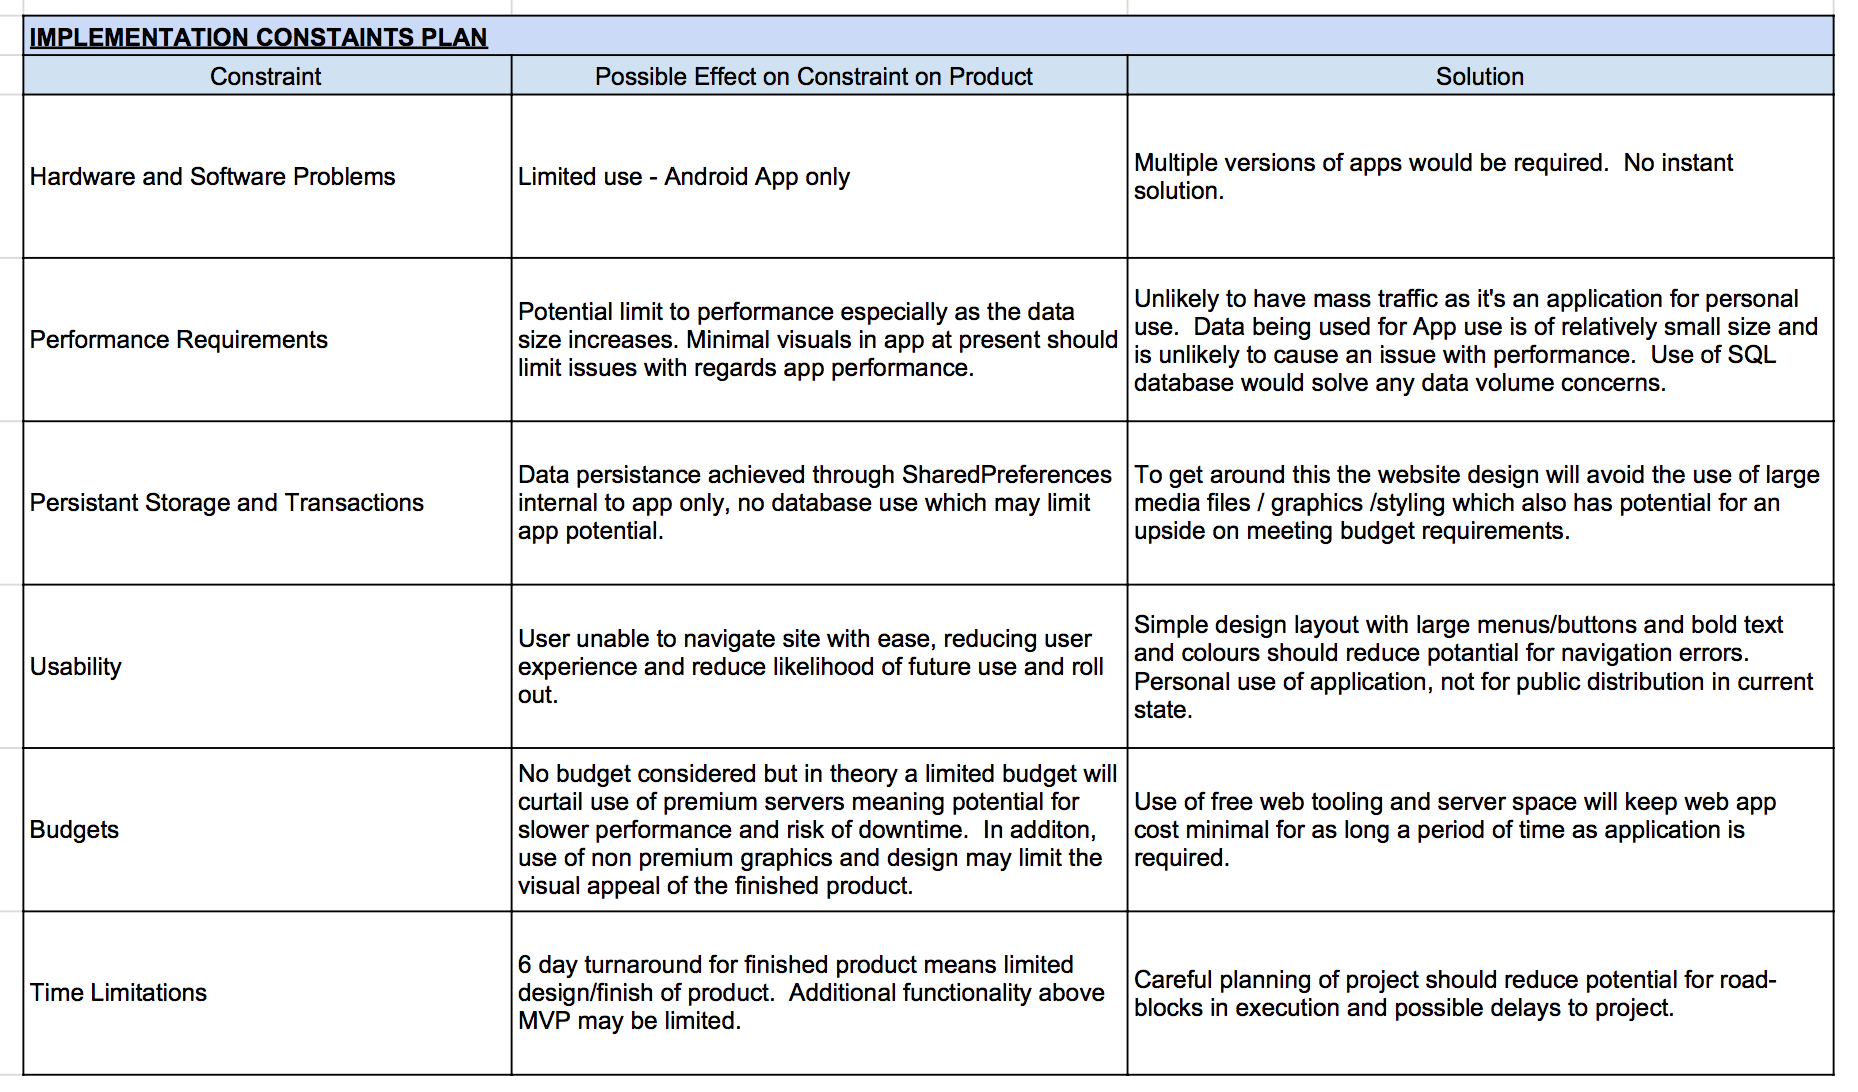 IMPLEMENTATION CONSTAINTS PLAN
Constraint
Possible Effect on Constraint on Product
Solution
Hardware and Software Problems
Limited use - Android App only
Multiple versions of apps would be required.  No instant
solution.
Performance Requirements
Potential limit to performance especially as the data
size increases. Minimal visuals in app at present should
limit issues with regards app performance.
Unlikely to have mass traffic as it's an application for personal
use.  Data being used for App use is of relatively small size and
is unlikely to cause an issue with performance.  Use of SQL
database would solve any data volume concerns.
Persistant Storage and Transactions
Data persistance achieved through SharedPreferences
internal to app only, no database use which may limit
app potential.
To get around this the website design will avoid the use of large
media files / graphics /styling which also has potential for an
upside on meeting budget requirements.
Usability
User unable to navigate site with ease, reducing user
experience and reduce likelihood of future use and roll
out.
Simple design layout with large menus/buttons and bold text
and colours should reduce potantial for navigation errors.
Personal use of application, not for public distribution in current
state.
Budgets
No budget considered but in theory a limited budget will
curtail use of premium servers meaning potential for
slower performance and risk of downtime.  In additon,
use of non premium graphics and design may limit the
visual appeal of the finished product.
Use of free web tooling and server space will keep web app
cost minimal for as long a period of time as application is
required.
Time Limitations
6 day turnaround for finished product means limited
design/finish of product.  Additional functionality above
MVP may be limited.
Careful planning of project should reduce potential for road-
blocks in execution and possible delays to project.